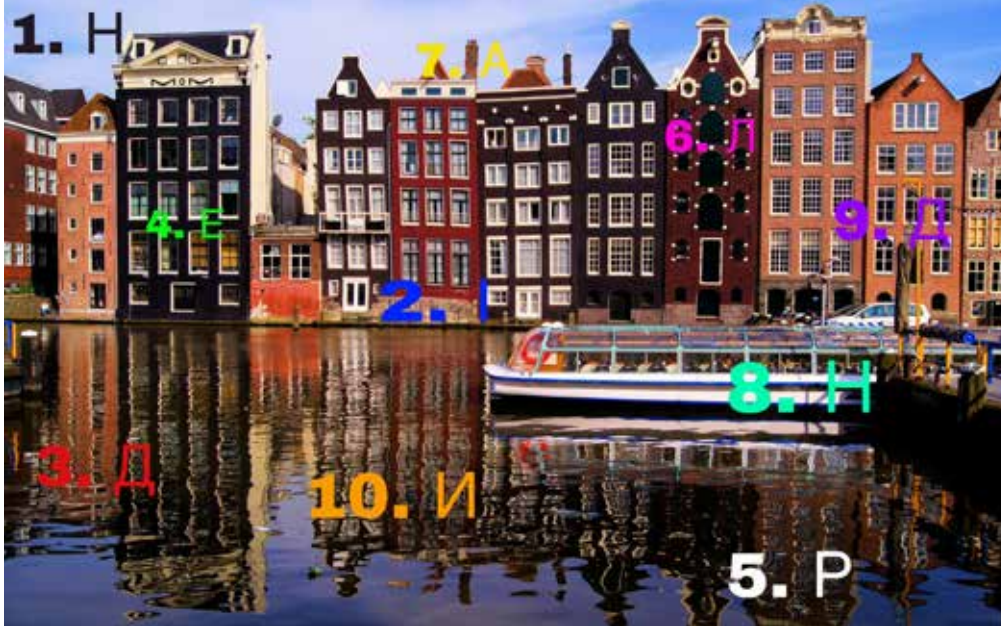 1. Н
2. І
3. Д
4. Е
5. Р
6. Л
7. А
8. Н
9. Д
10. И